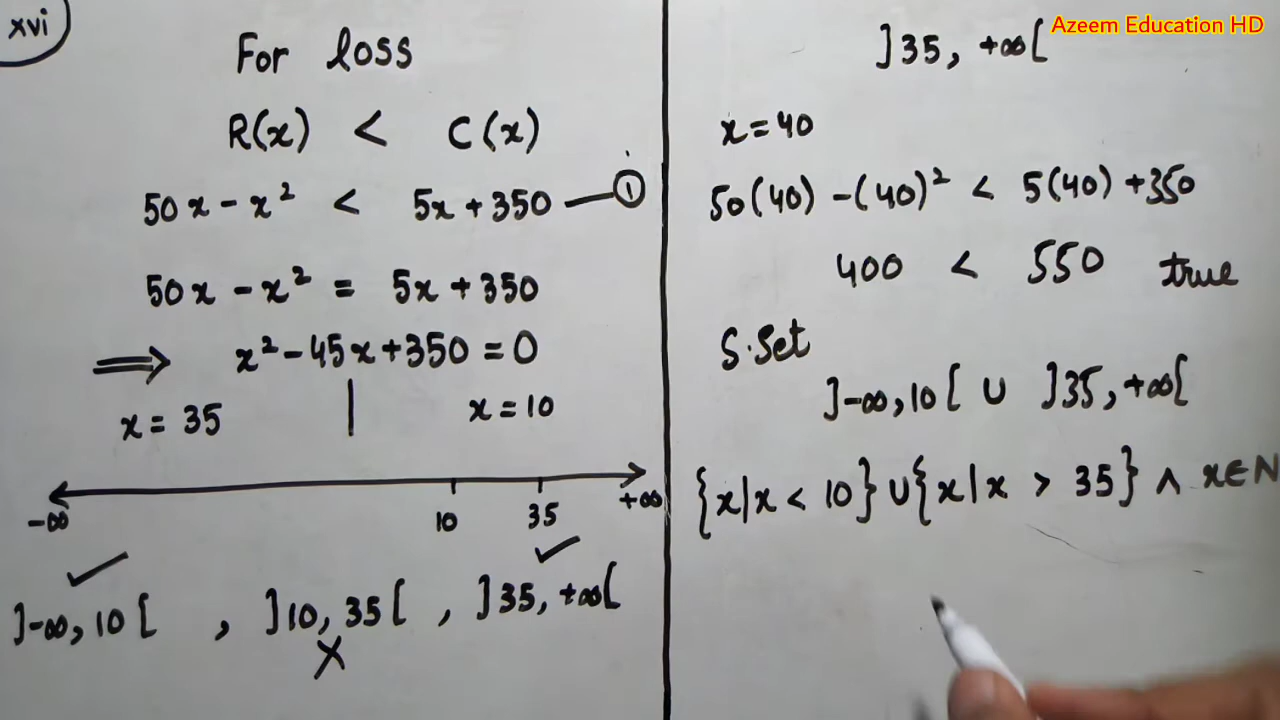 xvi
For loss
R(x) < C(x)
50x - x² < 5x + 350 — ①
50x - x² = 5x + 350
⟹ x² - 45x + 350 = 0
x = 35 | x = 10
-∞ 10 35 +∞
]-∞, 10[ , ]10, 35[ , ]35, +∞[
Azeem Education HD
]35, +∞[
x = 40
50(40) - (40)² < 5(40) + 350
400 < 550 true
S.Set
]-∞, 10[ ∪ ]35, +∞[
{x|x < 10} ∪ {x|x > 35} ∧ x∈N